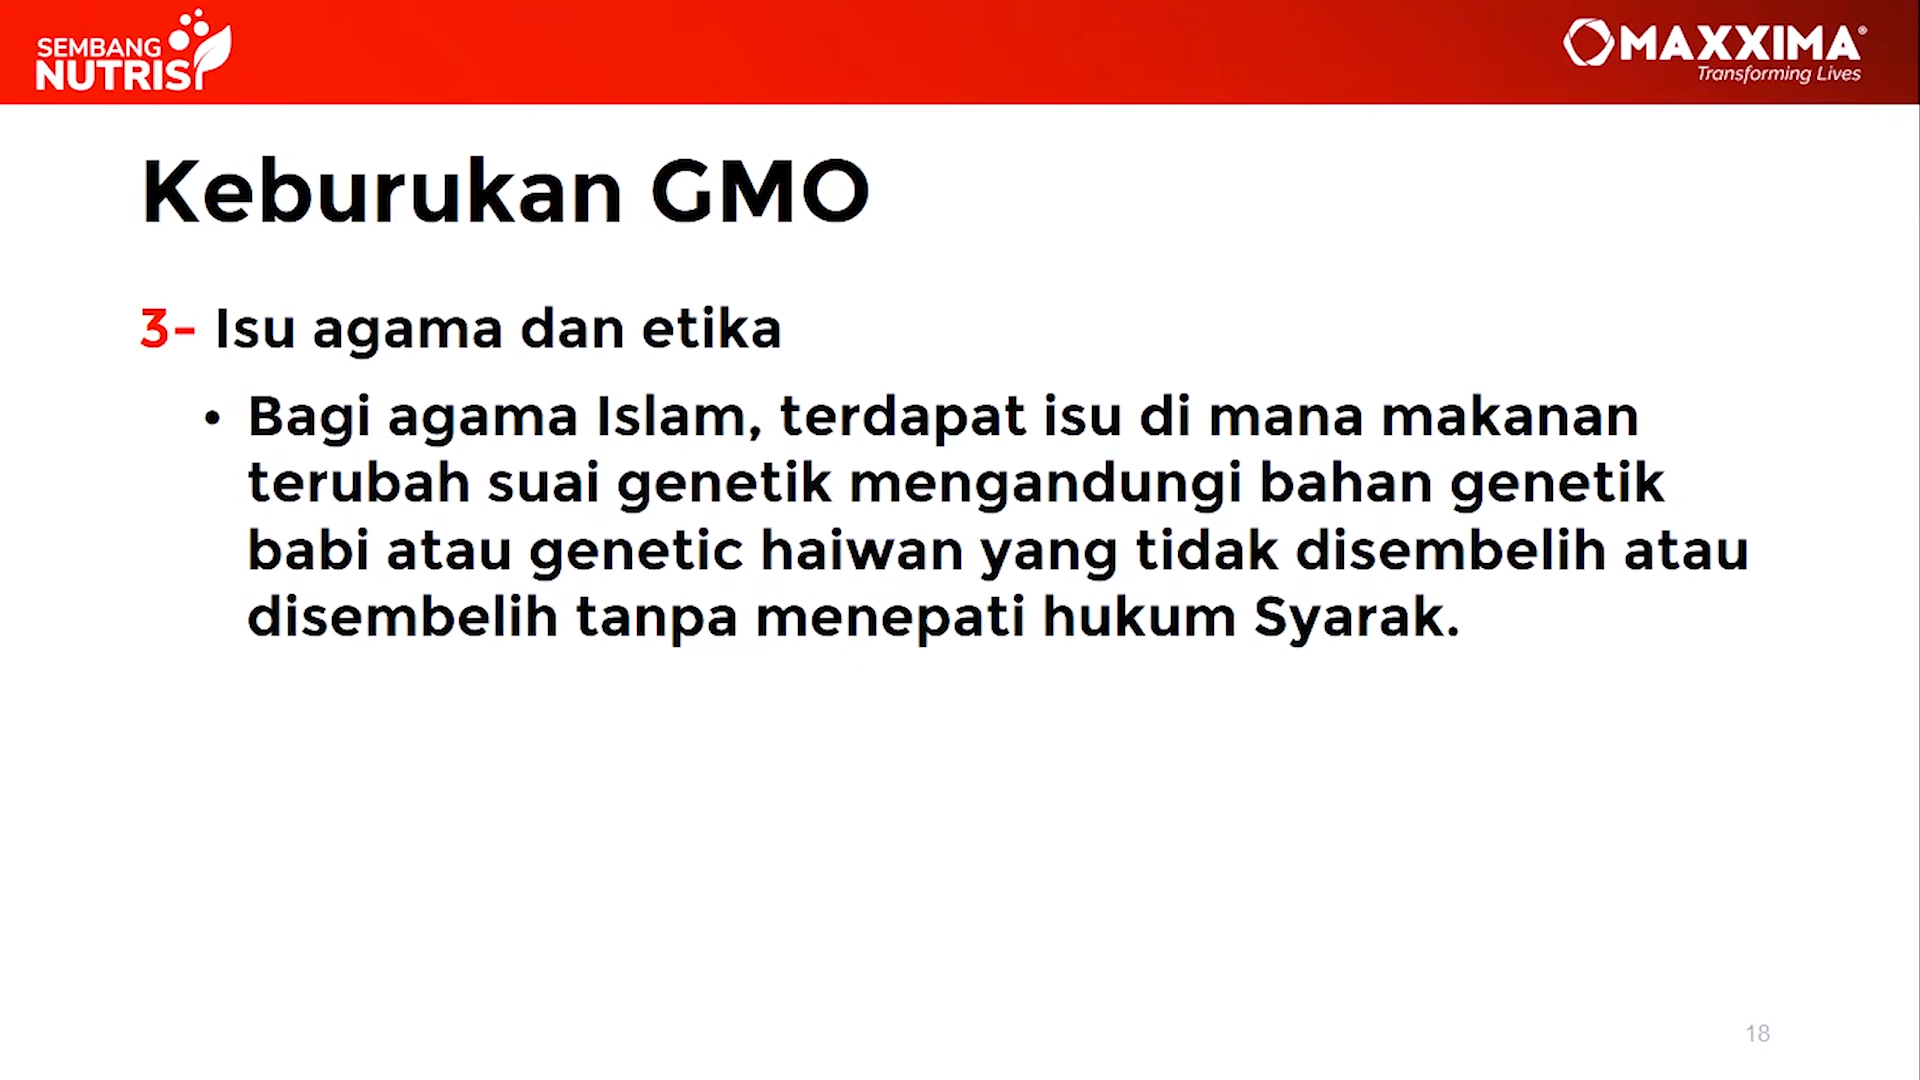 SEMBANG
NUTRISI
MAXXIMA®
Transforming Lives
Keburukan GMO
3- Isu agama dan etika
• Bagi agama Islam, terdapat isu di mana makanan
terubah suai genetik mengandungi bahan genetik
babi atau genetic haiwan yang tidak disembelih atau
disembelih tanpa menepati hukum Syarak.
18